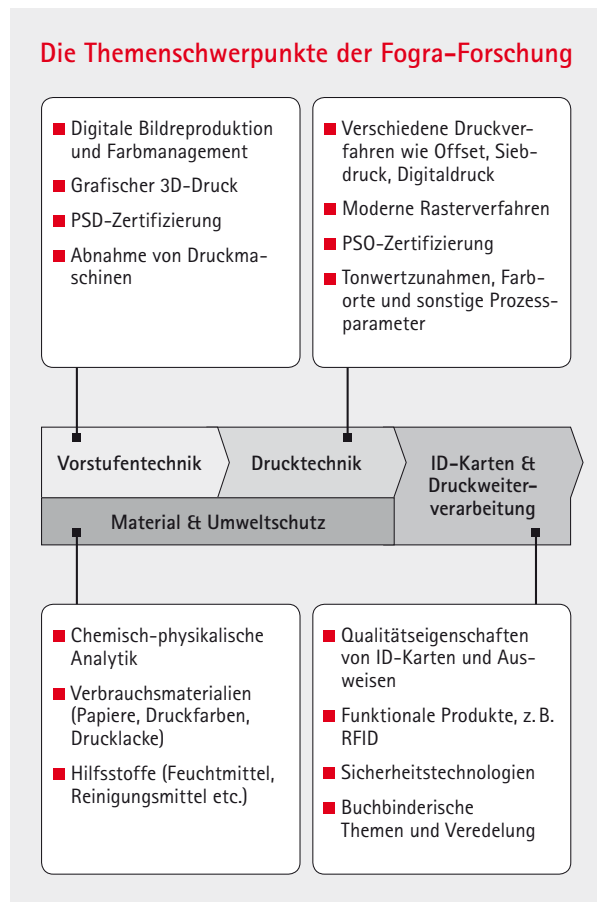 Die Themenschwerpunkte der Fogra-Forschung
Digitale Bildreproduktion
und Farbmanagement
Grafischer 3D-Druck
PSD-Zertifizierung
Abnahme von Druckma-
schinen
Verschiedene Druckver-
fahren wie Offset, Sieb-
druck, Digitaldruck
Moderne Rasterverfahren
PSO-Zertifizierung
Tonwertzunahmen, Farb-
orte und sonstige Prozess-
parameter
Vorstufentechnik
Drucktechnik
ID-Karten &
Druckweiter-
verarbeitung
Material & Umweltschutz
Chemisch-physikalische
Analytik
Verbrauchsmaterialien
(Papiere, Druckfarben,
Drucklacke)
Hilfsstoffe (Feuchtmittel,
Reinigungsmittel etc.)
Qualitätseigenschaften
von ID-Karten und Aus-
weisen
Funktionale Produkte, z. B.
RFID
Sicherheitstechnologien
Buchbinderische
Themen und Veredelung